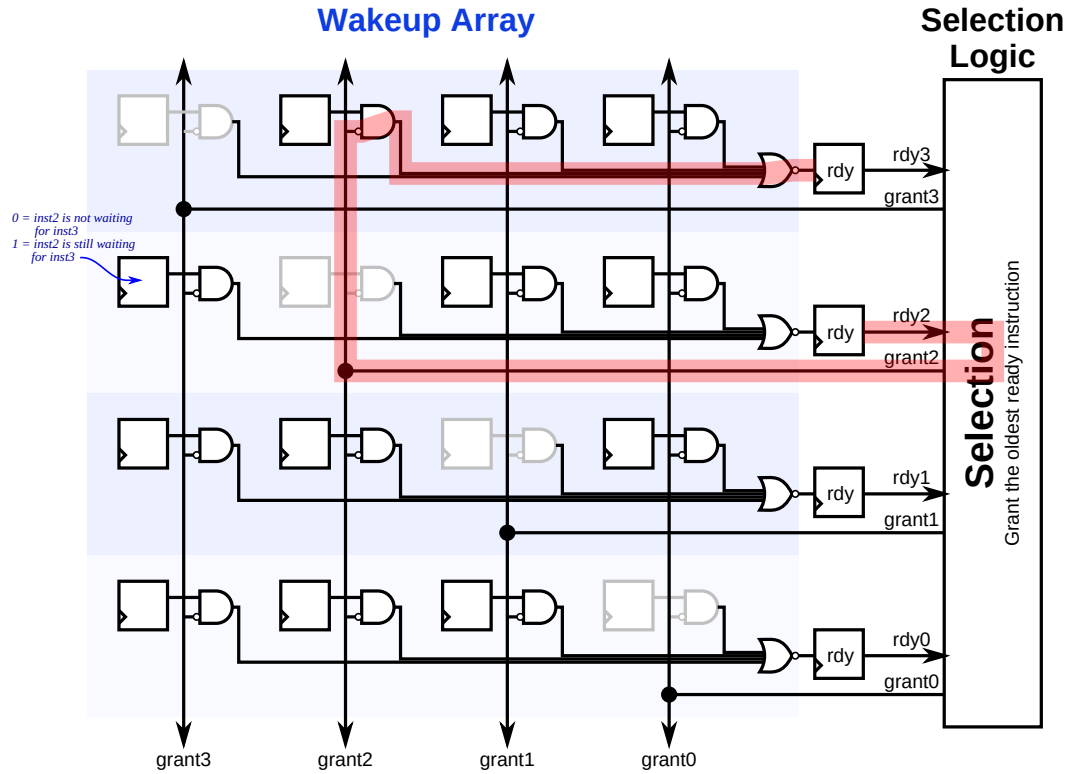 Wakeup Array
Selection
Logic
rdy
rdy3
grant3
0 = inst2 is not waiting
for inst3
1 = inst2 is still waiting
for inst3
rdy
rdy2
grant2
Selection
Grant the oldest ready instruction
rdy
rdy1
grant1
rdy
rdy0
grant0
grant3
grant2
grant1
grant0